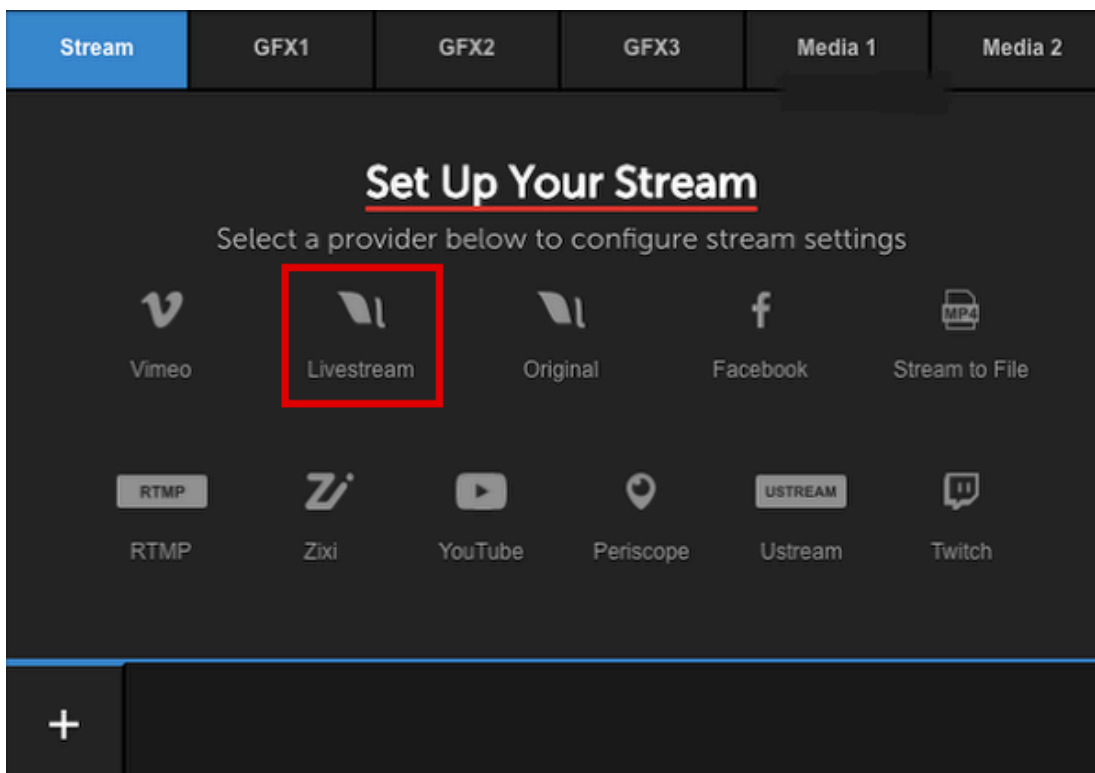 Stream GFX1 GFX2 GFX3 Media 1 Media 2
Set Up Your Stream
Select a provider below to configure stream settings
MP4
Vimeo Livestream Original Facebook Stream to File
RTMP USTREAM
RTMP Zixi YouTube Periscope Ustream Twitch
+